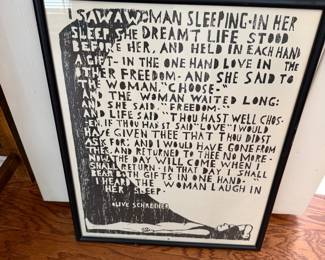 I SAW A WOMAN SLEEPING·IN HER
SLEEP SHE DREAMT LIFE STOOD
BEFORE HER, AND HELD IN EACH HAND
A GIFT- IN THE ONE HAND LOVE IN THE
OTHER FREEDOM- AND SHE SAID TO
THE WOMAN, "CHOOSE-"
AND THE WOMAN WAITED LONG:
AND SHE SAID, "FREEDOM-"
AND LIFE SAID "THOU HAST WELL CHOS-
EN. IF THOU HADST SAID "LOVE" I WOULD
HAVE GIVEN THEE THAT THOU DIDST
ASK FOR; AND I WOULD HAVE GONE FROM
THEE, AND RETURNED TO THEE NO MORE-
NOW, THE DAY WILL COME WHEN I
SHALL RETURN· IN THAT DAY I SHALL
BEAR BOTH GIFTS IN ONE HAND-"
I HEARD THE WOMAN LAUGH IN
HER SLEEP-
OLIVE SCHREINER